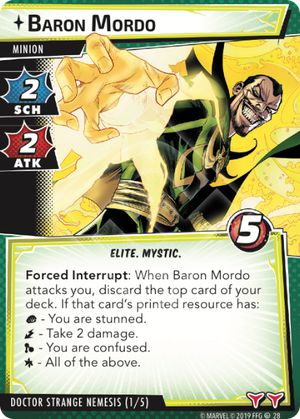 BARON MORDO
MINION
2
SCH
2
ATK
5
ELITE. MYSTIC.
Forced Interrupt: When Baron Mordo
attacks you, discard the top card of your
deck. If that card's printed resource has:
- You are stunned.
- Take 2 damage.
- You are confused.
- All of the above.
DOCTOR STRANGE NEMESIS (1/5)
© MARVEL © 2019 FFG 28